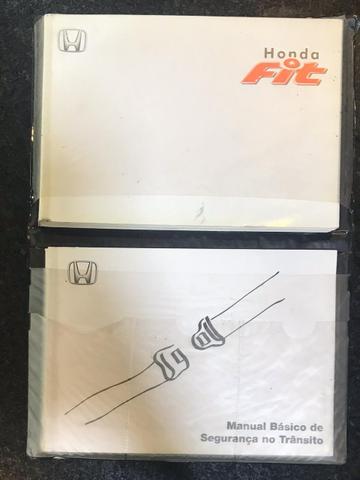 Honda
Fit
Manual Básico de
Segurança no Trânsito